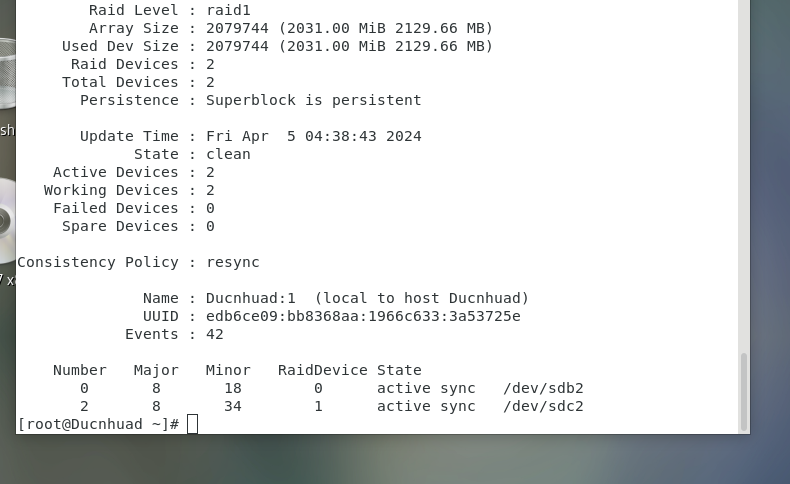 Raid Level : raid1
Array Size : 2079744 (2031.00 MiB 2129.66 MB)
Used Dev Size : 2079744 (2031.00 MiB 2129.66 MB)
Raid Devices : 2
Total Devices : 2
Persistence : Superblock is persistent
Update Time : Fri Apr  5 04:38:43 2024
State : clean
Active Devices : 2
Working Devices : 2
Failed Devices : 0
Spare Devices : 0
Consistency Policy : resync
Name : Ducnhuad:1  (local to host Ducnhuad)
UUID : edb6ce09:bb8368aa:1966c633:3a53725e
Events : 42
Number   Major   Minor   RaidDevice State
0       8       18        0      active sync   /dev/sdb2
2       8       34        1      active sync   /dev/sdc2
[root@Ducnhuad ~]#